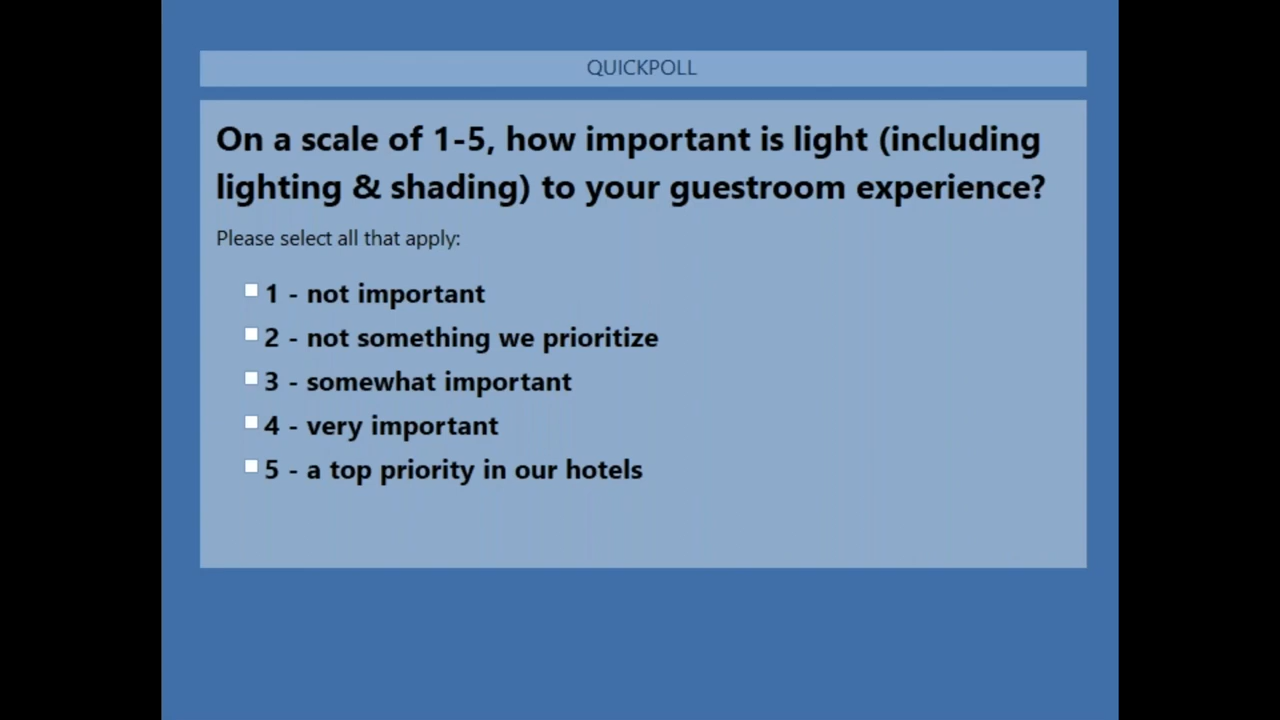 QUICKPOLL
On a scale of 1-5, how important is light (including
lighting & shading) to your guestroom experience?
Please select all that apply:
1 - not important
2 - not something we prioritize
3 - somewhat important
4 - very important
5 - a top priority in our hotels